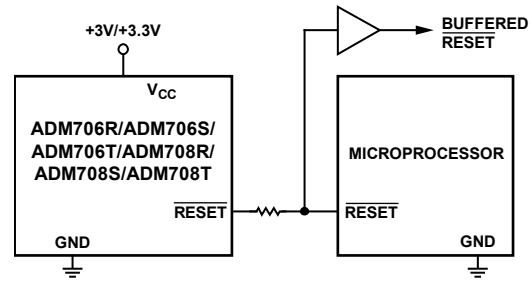 +3V/+3.3V
BUFFERED
RESET
VCC
ADM706R/ADM706S/
ADM706T/ADM708R/
ADM708S/ADM708T
MICROPROCESSOR
RESET
RESET
GND
GND